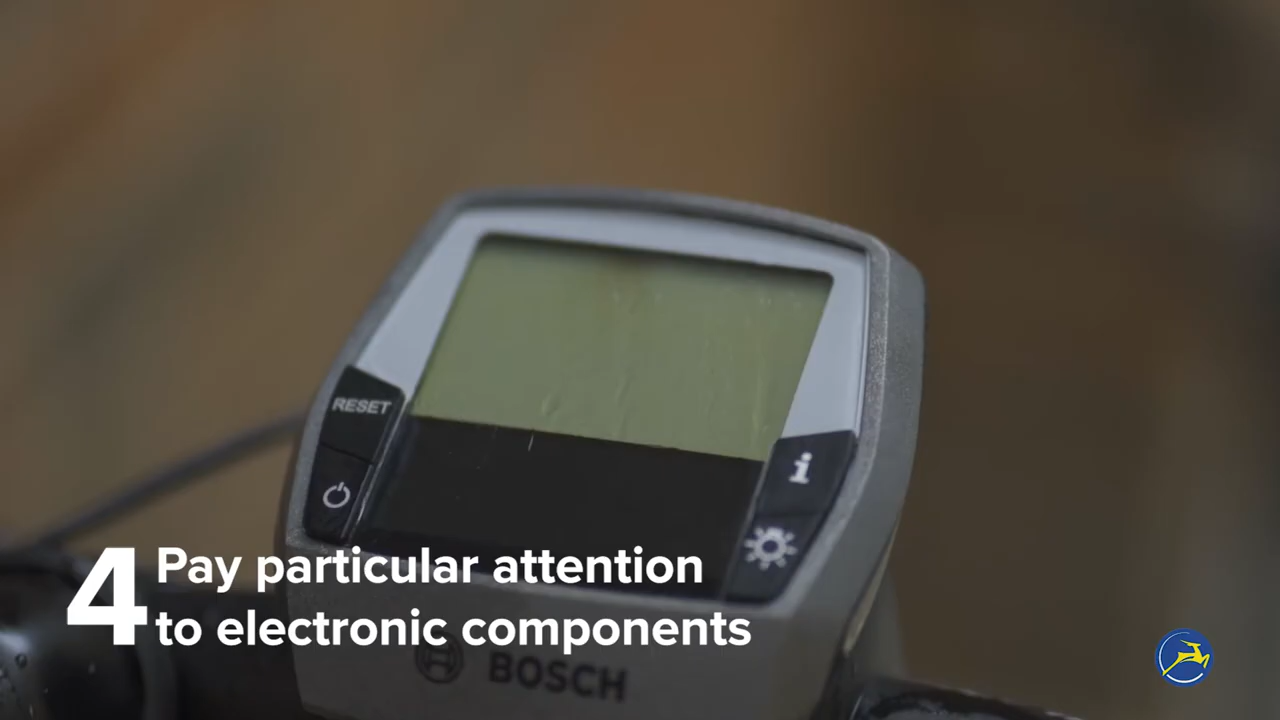 RESET
i
4 Pay particular attention
to electronic components
BOSCH